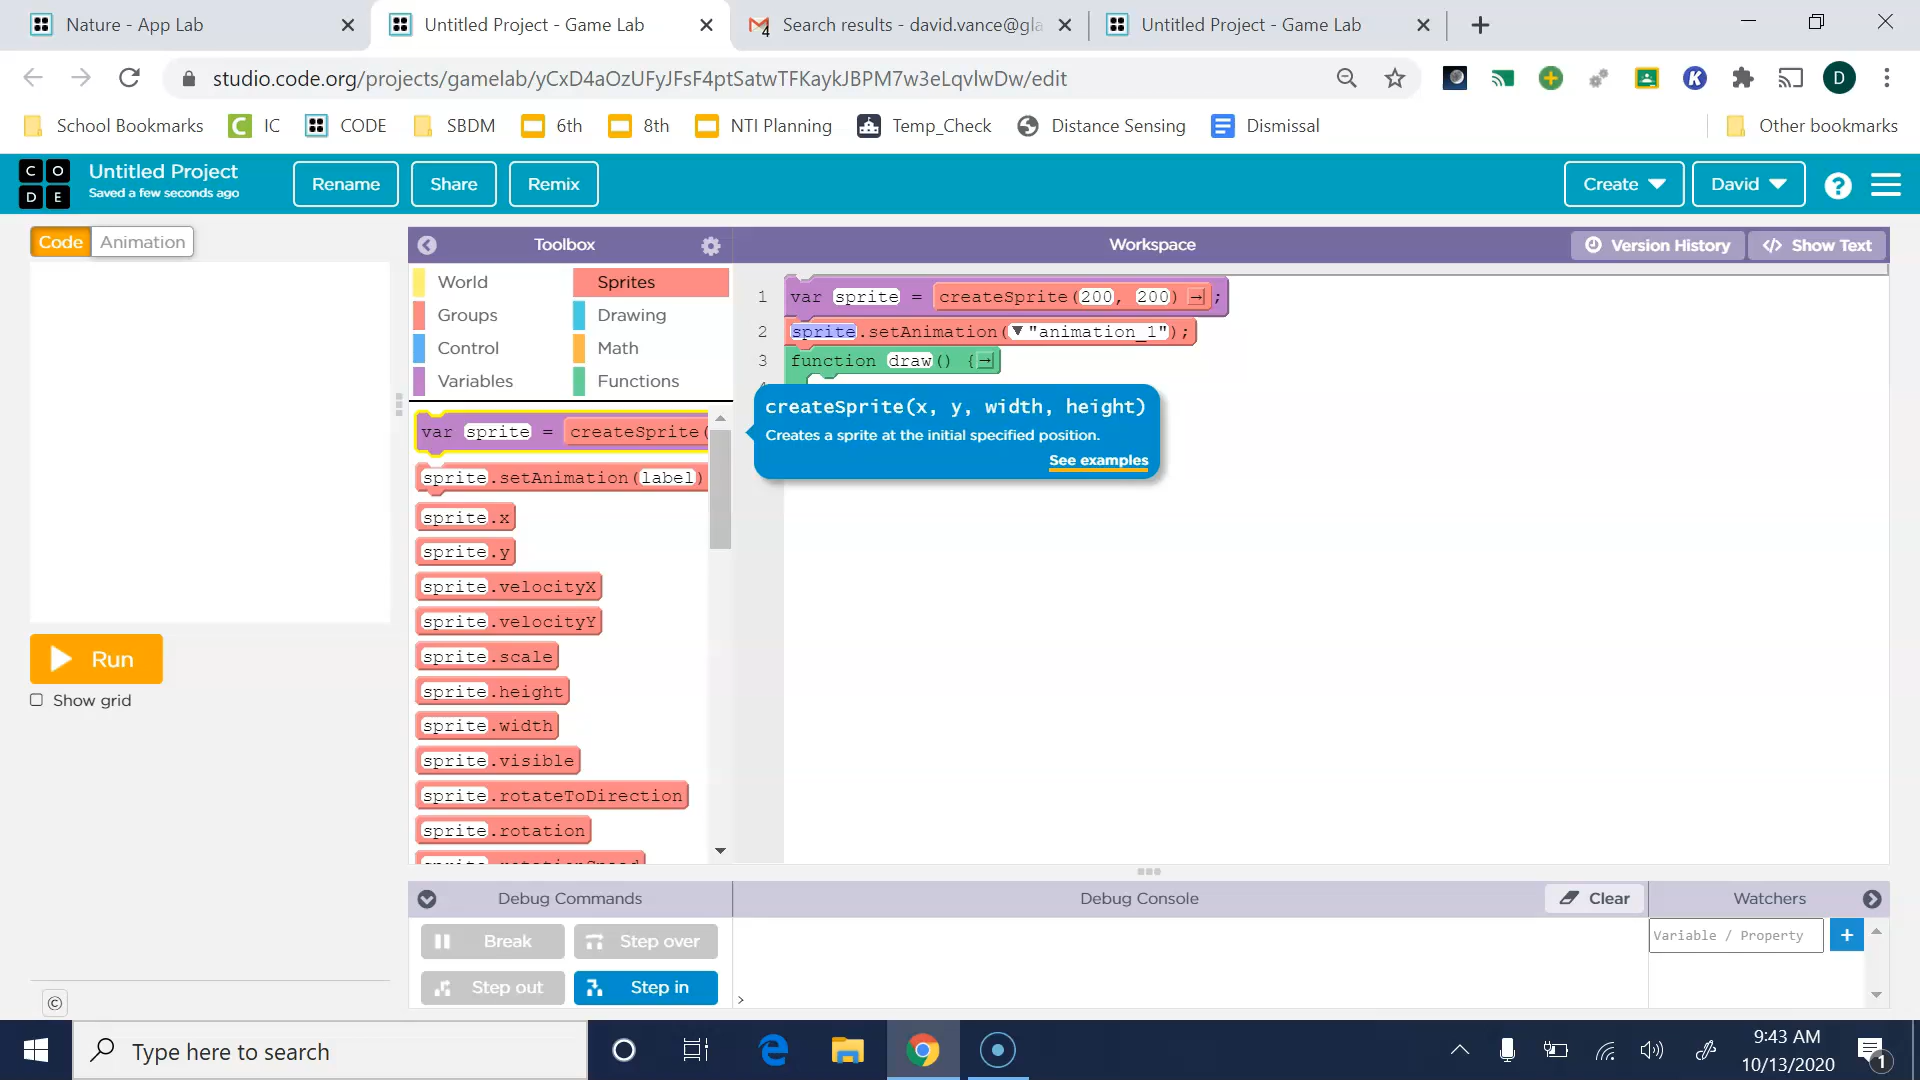 Nature - App Lab
Untitled Project - Game Lab
Search results - david.vance@gla
Untitled Project - Game Lab
studio.code.org/projects/gamelab/yCxD4aOzUFyJFsF4ptSatwTFKaykJBPM7w3eLqvlwDw/edit
D
School Bookmarks
IC
CODE
SBDM
6th
8th
NTI Planning
Temp_Check
Distance Sensing
Dismissal
Other bookmarks
C O
D E
Untitled Project
Saved a few seconds ago
Rename
Share
Remix
Create
David
?
Code
Animation
Toolbox
Workspace
Version History
Show Text
World
Sprites
Groups
Drawing
Control
Math
Variables
Functions
var sprite = createSprite(
sprite.setAnimation(label)
sprite.x
sprite.y
sprite.velocityX
sprite.velocityY
sprite.scale
sprite.height
sprite.width
sprite.visible
sprite.rotateToDirection
sprite.rotation
1 var sprite = createSprite(200, 200) → ;
2 sprite.setAnimation(▼"animation_1");
3 function draw() {→
createSprite(x, y, width, height)
Creates a sprite at the initial specified position.
See examples
Run
Show grid
Debug Commands
Debug Console
Clear
Watchers
Break
Step over
Step out
Step in
>
Variable / Property
+
©
Type here to search
9:43 AM
10/13/2020
1